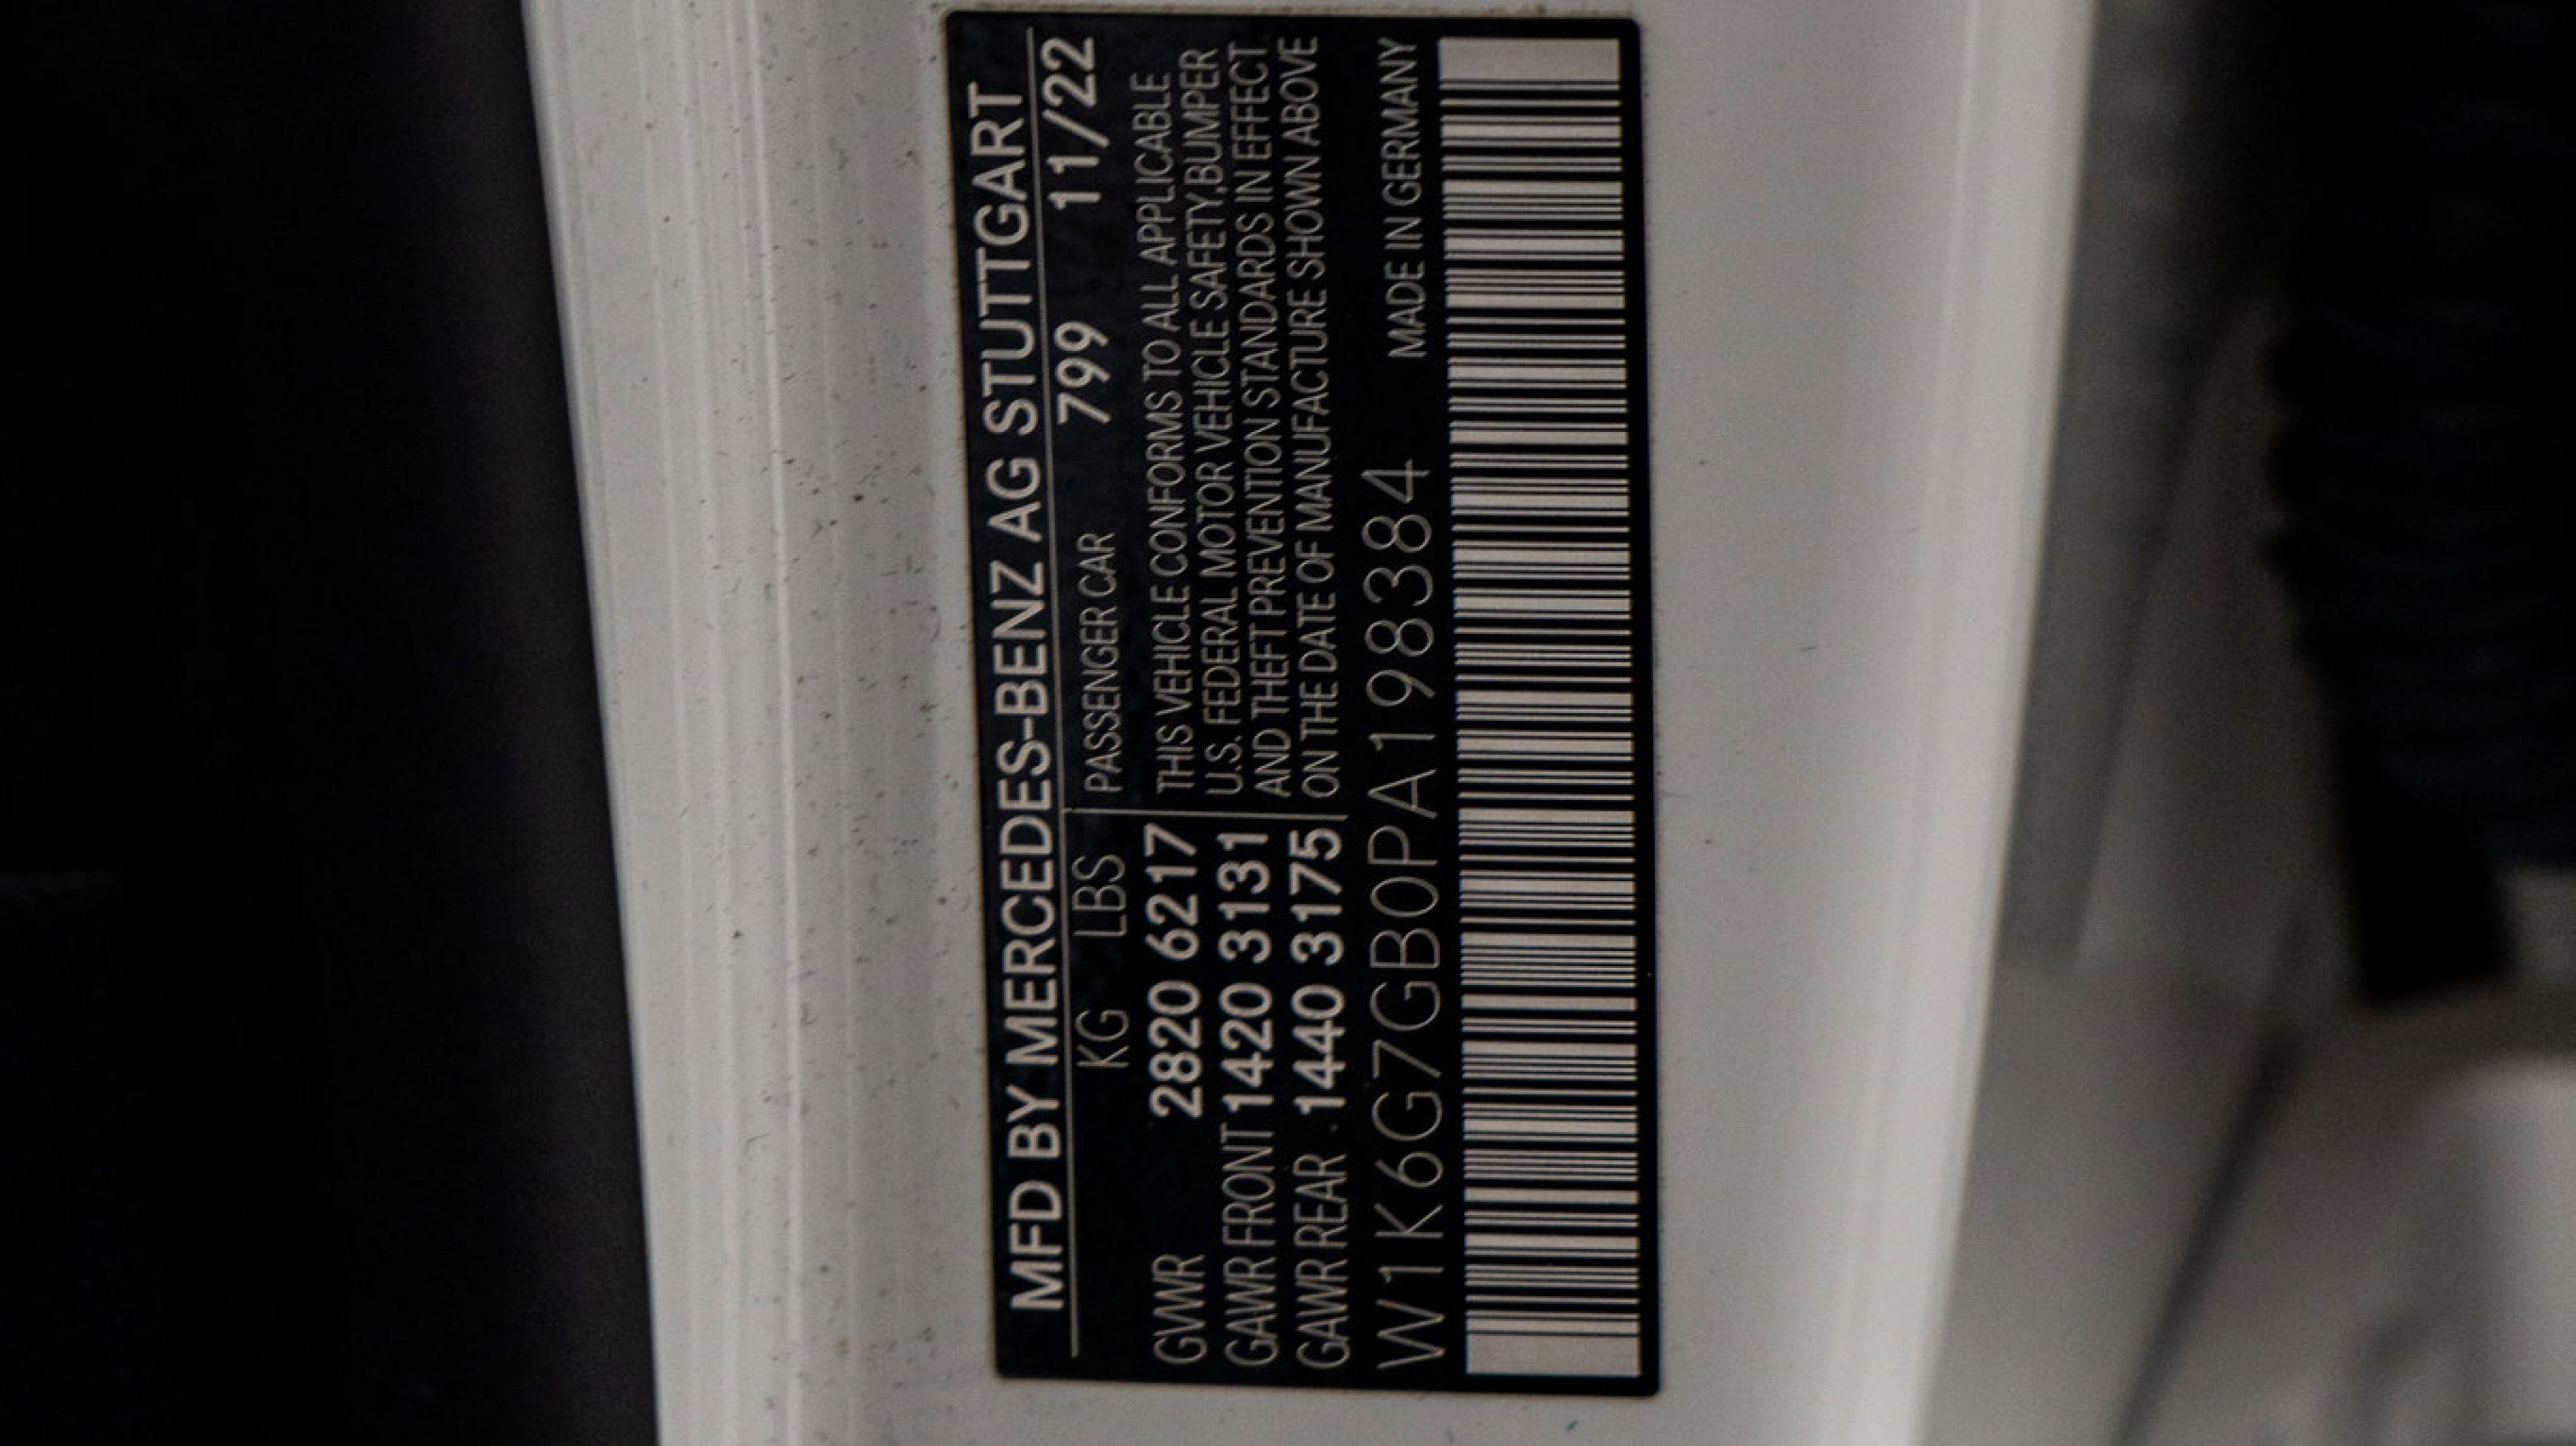 MFD BY MERCEDES-BENZ AG STUTTGART
KG LBS PASSENGER CAR 799 11/22
GVWR 2820 6217
GAWR FRONT 1420 3131
GAWR REAR 1440 3175
THIS VEHICLE CONFORMS TO ALL APPLICABLE
U.S. FEDERAL MOTOR VEHICLE SAFETY,BUMPER
AND THEFT PREVENTION STANDARDS IN EFFECT
ON THE DATE OF MANUFACTURE SHOWN ABOVE
W1K6G7GB0PA198384 MADE IN GERMANY